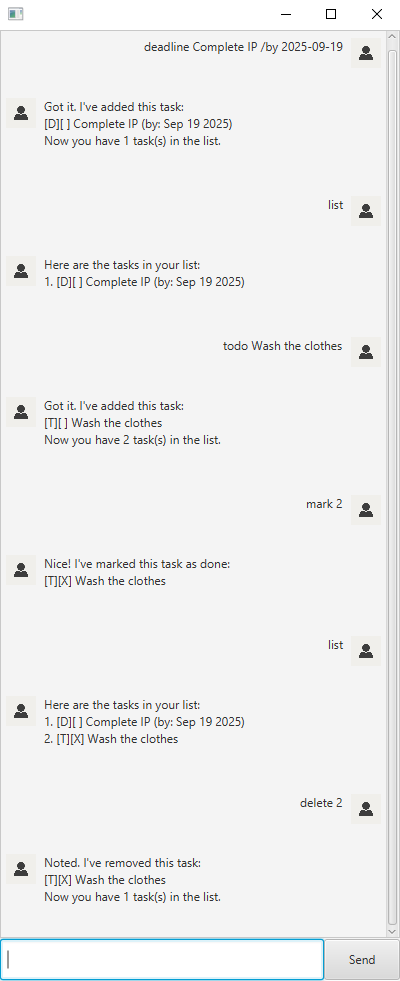 deadline Complete IP /by 2025-09-19
Got it. I've added this task:
[D][ ] Complete IP (by: Sep 19 2025)
Now you have 1 task(s) in the list.
list
Here are the tasks in your list:
1. [D][ ] Complete IP (by: Sep 19 2025)
todo Wash the clothes
Got it. I've added this task:
[T][ ] Wash the clothes
Now you have 2 task(s) in the list.
mark 2
Nice! I've marked this task as done:
[T][X] Wash the clothes
list
Here are the tasks in your list:
1. [D][ ] Complete IP (by: Sep 19 2025)
2. [T][X] Wash the clothes
delete 2
Noted. I've removed this task:
[T][X] Wash the clothes
Now you have 1 task(s) in the list.
Send